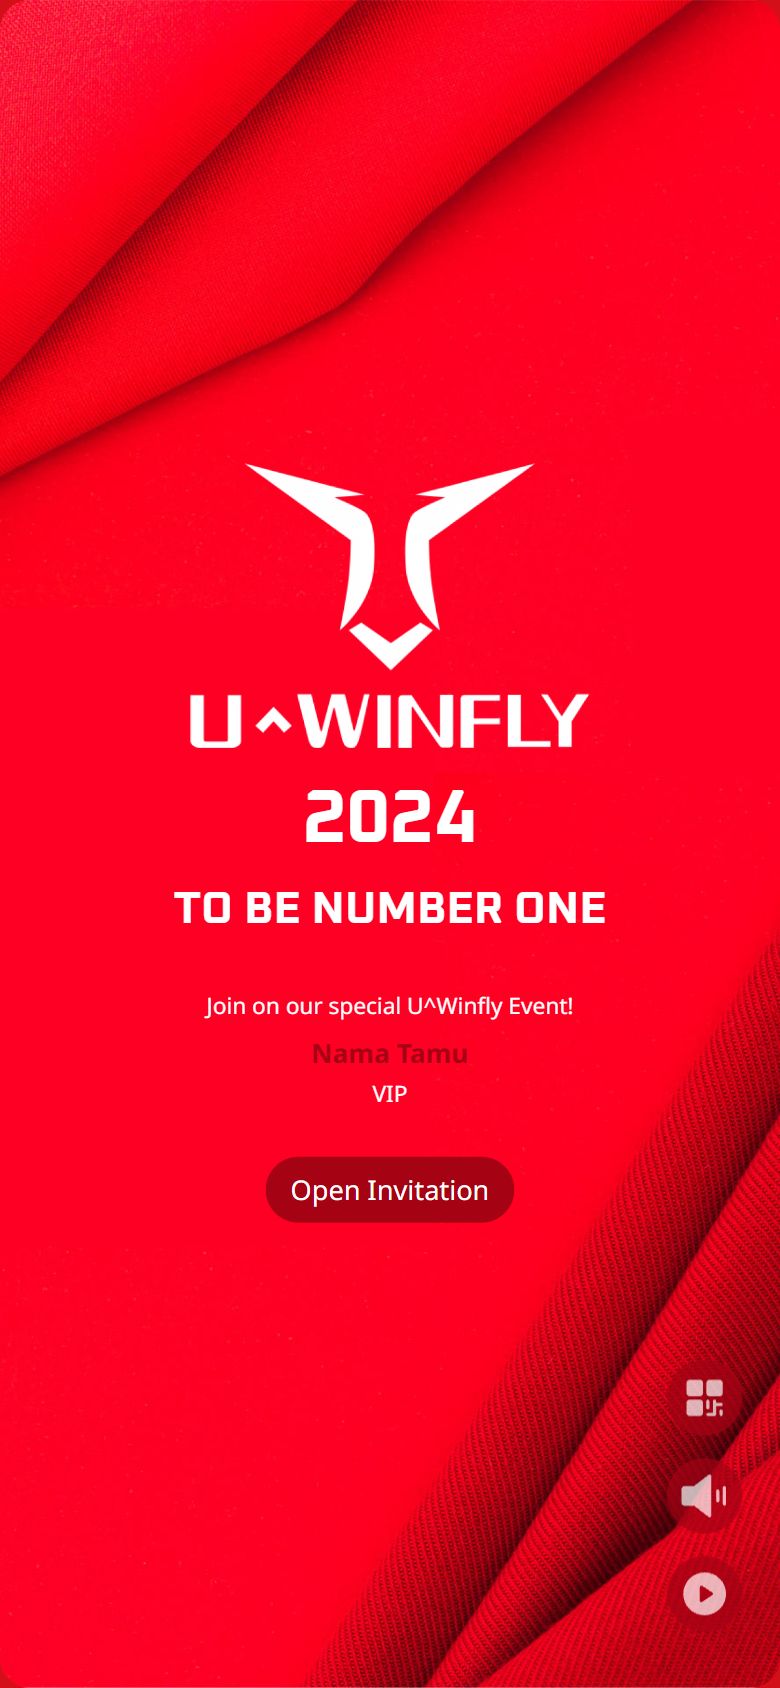 U^WINFLY
2024
TO BE NUMBER ONE
Join on our special U^Winfly Event!
Nama Tamu
VIP
Open Invitation